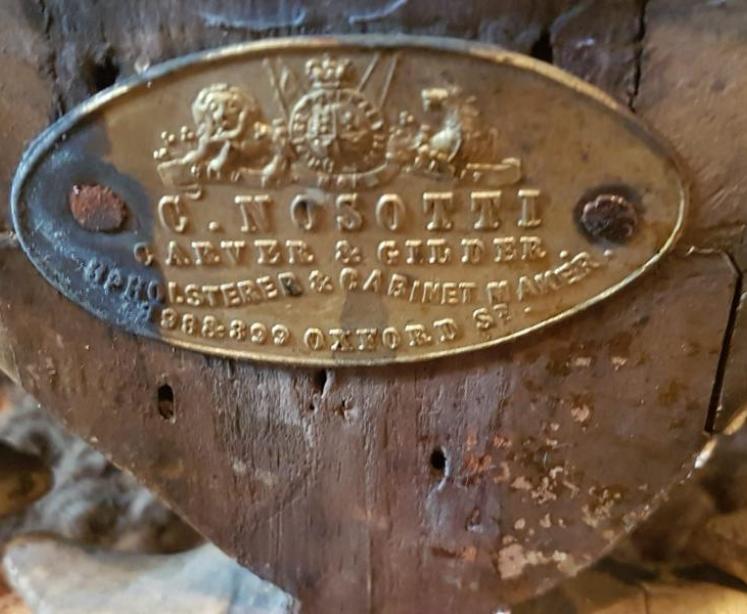 C. NOSOTTI
CARVER & GILDER.
UPHOLSTERER & CABINET MAKER.
398&399 OXFORD ST.